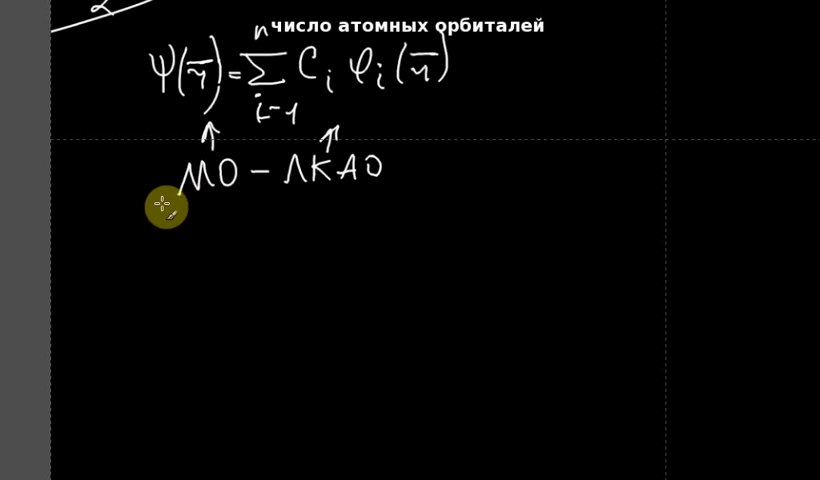 число атомных орбиталей
n
ψ(r̄) = Σ Cᵢ φᵢ(r̄)
i=1
МО – ЛКАО